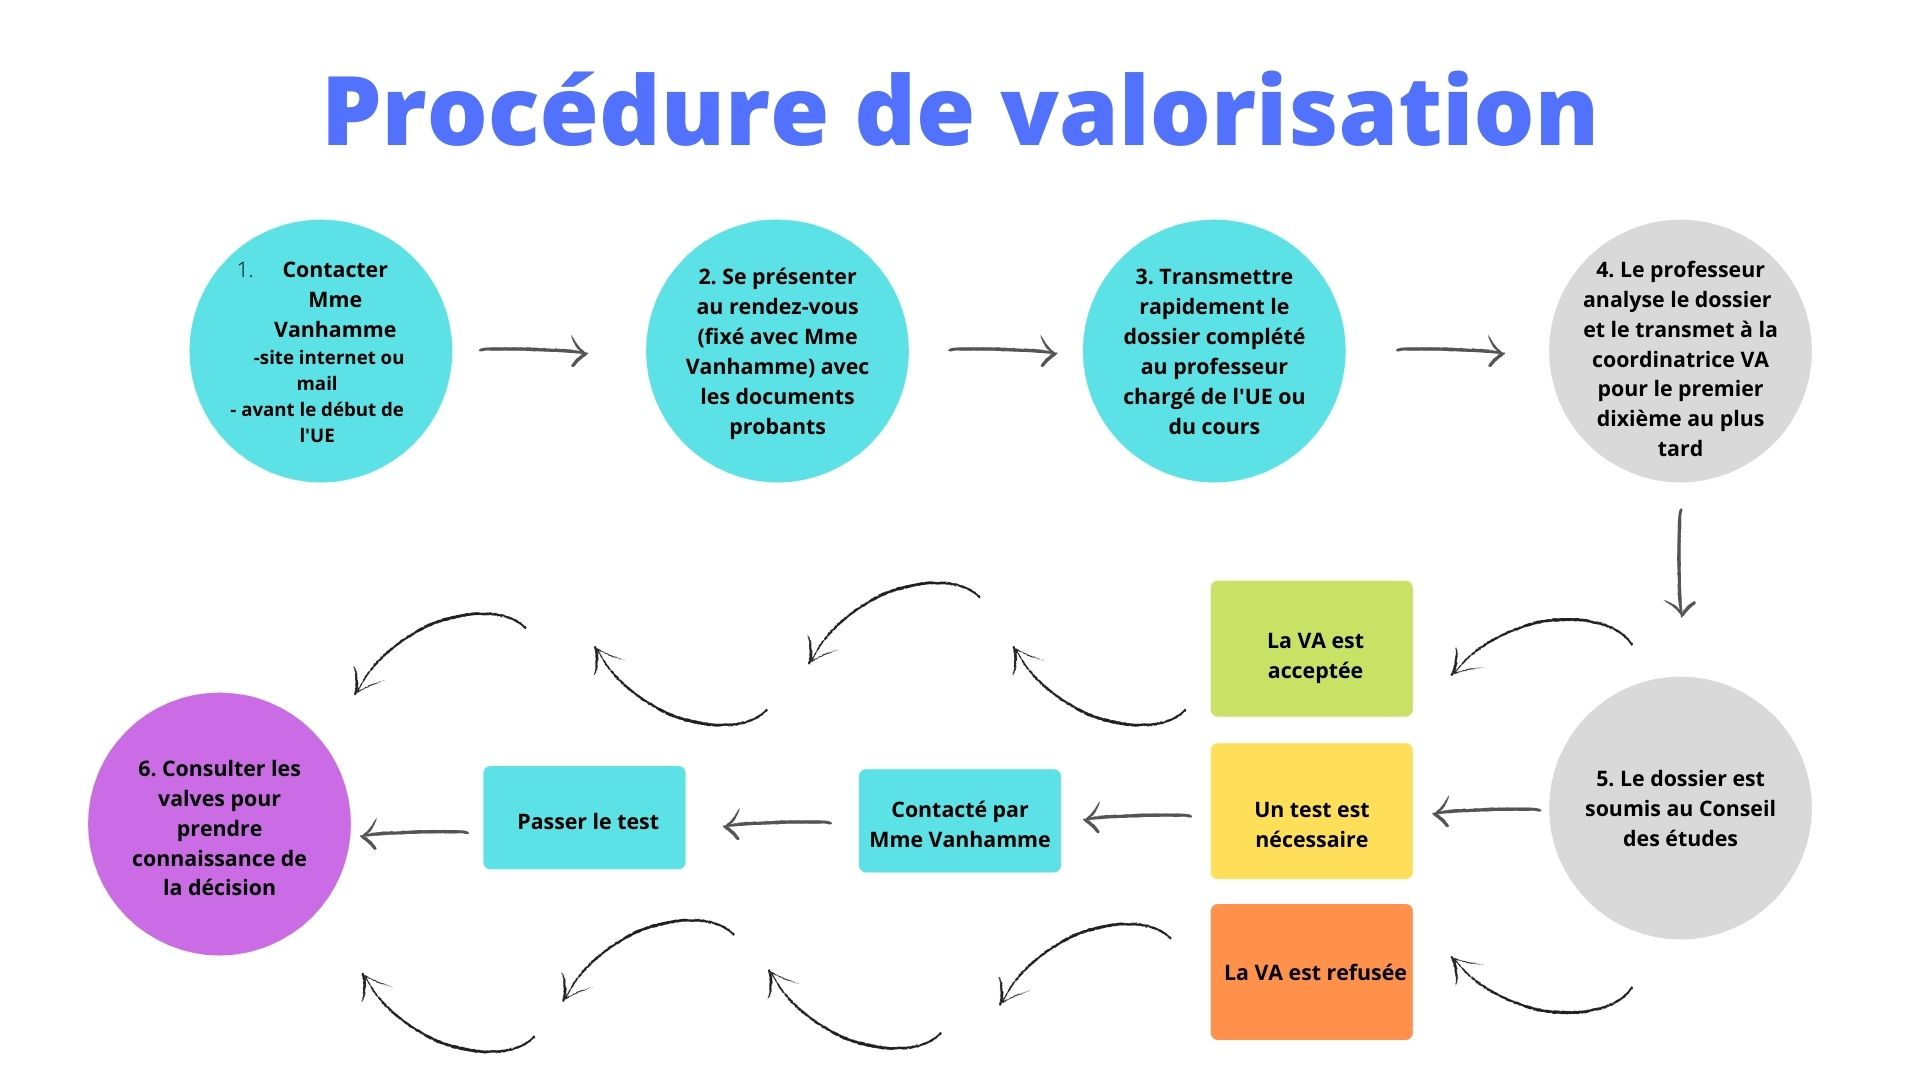 Procédure de valorisation
1. Contacter
Mme
Vanhamme
-site internet ou
mail
- avant le début de
l'UE
2. Se présenter
au rendez-vous
(fixé avec Mme
Vanhamme) avec
les documents
probants
3. Transmettre
rapidement le
dossier complété
au professeur
chargé de l'UE ou
du cours
4. Le professeur
analyse le dossier
et le transmet à la
coordinatrice VA
pour le premier
dixième au plus
tard
5. Le dossier est
soumis au Conseil
des études
La VA est
acceptée
Un test est
nécessaire
La VA est refusée
Contacté par
Mme Vanhamme
Passer le test
6. Consulter les
valves pour
prendre
connaissance de
la décision